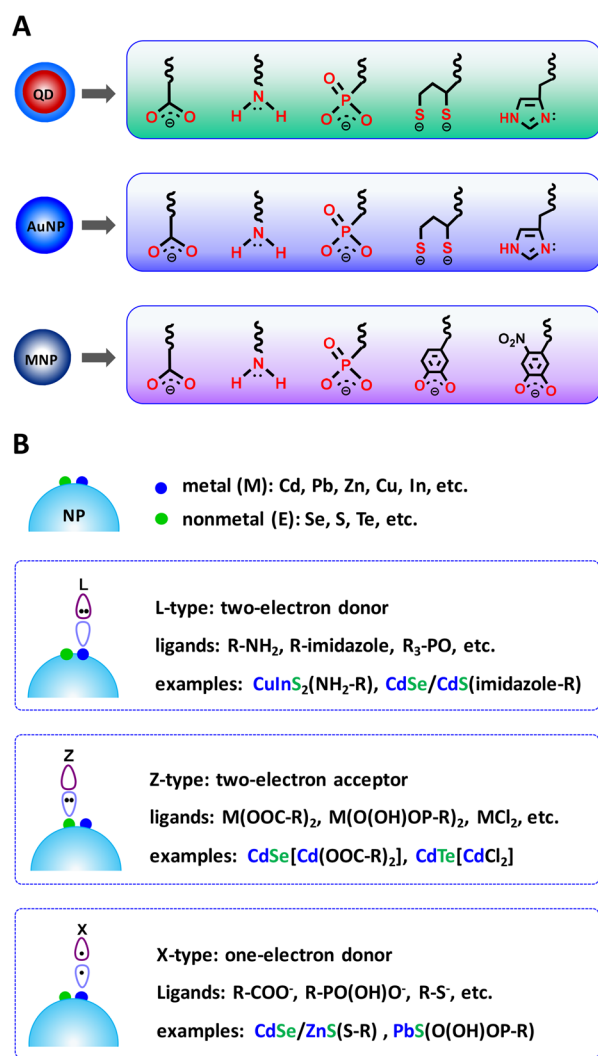 A
QD
O O
⊖
N
H H
O
P
O O
⊖
S S
⊖ ⊖
HN N:
AuNP
O O
⊖
N
H H
O
P
O O
⊖
S S
⊖ ⊖
HN N:
MNP
O O
⊖
N
H H
O
P
O O
⊖
O O
⊖
O₂N
O O
⊖
B
NP
metal (M): Cd, Pb, Zn, Cu, In, etc.
nonmetal (E): Se, S, Te, etc.
L
L-type: two-electron donor
ligands: R-NH₂, R-imidazole, R₃-PO, etc.
examples: CuInS₂(NH₂-R), CdSe/CdS(imidazole-R)
Z
Z-type: two-electron acceptor
ligands: M(OOC-R)₂, M(O(OH)OP-R)₂, MCl₂, etc.
examples: CdSe[Cd(OOC-R)₂], CdTe[CdCl₂]
X
X-type: one-electron donor
Ligands: R-COO⁻, R-PO(OH)O⁻, R-S⁻, etc.
examples: CdSe/ZnS(S-R) , PbS(O(OH)OP-R)